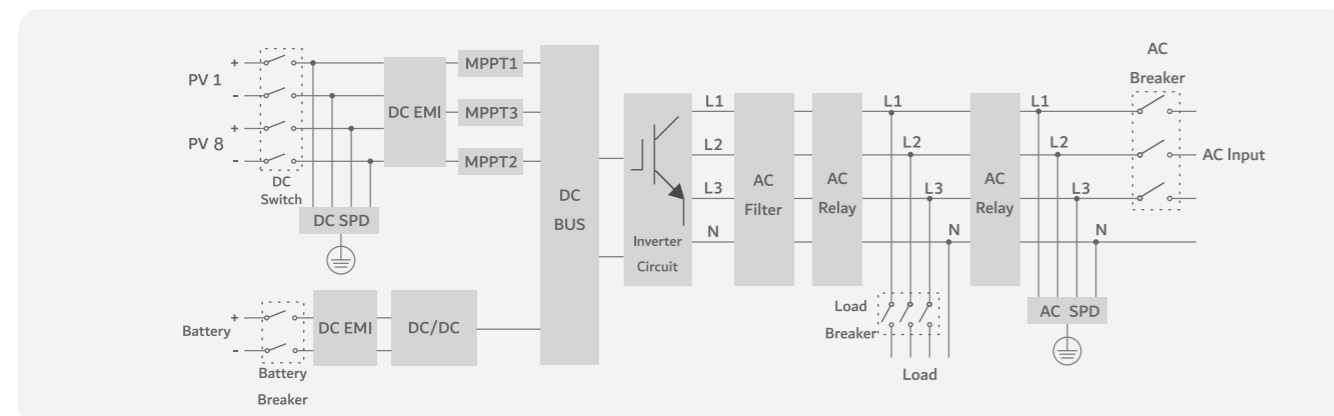 PV 1
+
-
PV 8
+
-
DC
Switch
DC SPD
DC EMI
MPPT1
MPPT3
MPPT2
Battery
+
-
Battery
Breaker
DC EMI
DC/DC
DC
BUS
Inverter
Circuit
L1
L2
L3
N
AC
Filter
AC
Relay
L1
L2
L3
N
Load
Breaker
Load
AC
Relay
L1
L2
L3
N
AC SPD
AC
Breaker
AC Input